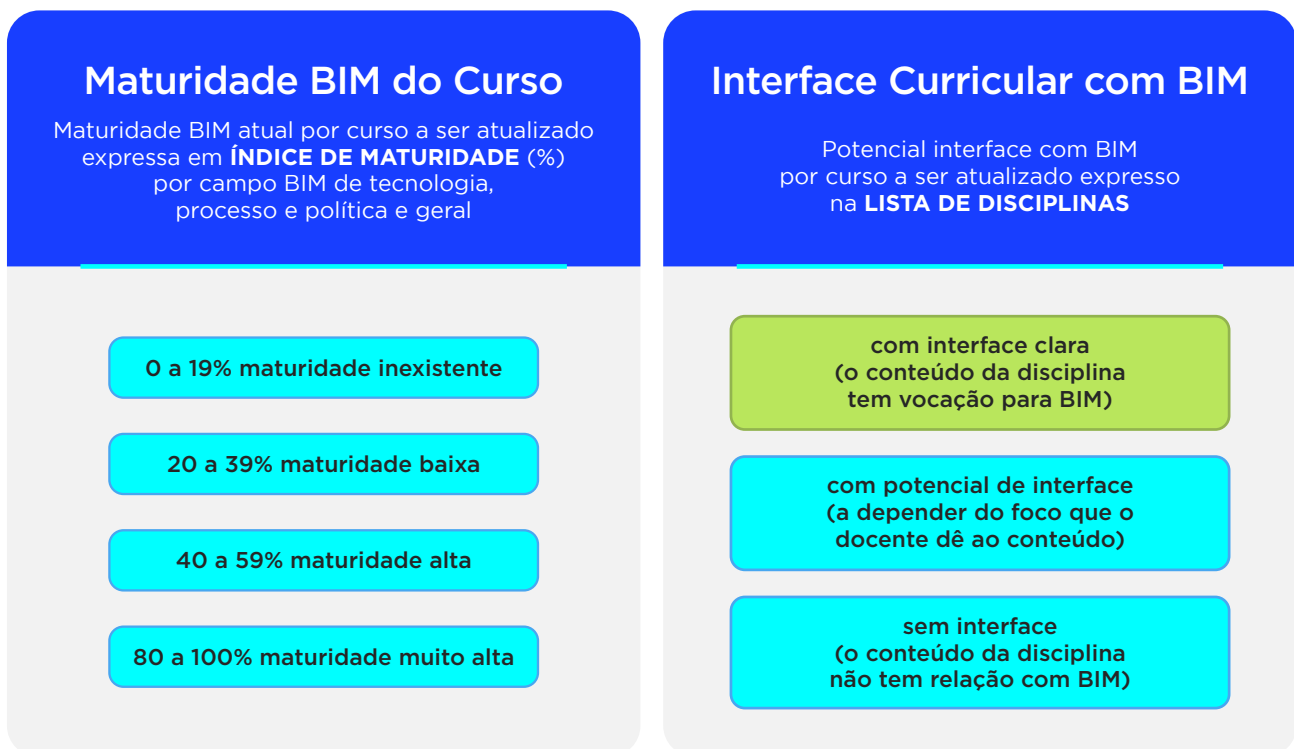 Maturidade BIM do Curso
Maturidade BIM atual por curso a ser atualizado
expressa em ÍNDICE DE MATURIDADE (%)
por campo BIM de tecnologia,
processo e política e geral
0 a 19% maturidade inexistente
20 a 39% maturidade baixa
40 a 59% maturidade alta
80 a 100% maturidade muito alta
Interface Curricular com BIM
Potencial interface com BIM
por curso a ser atualizado expresso
na LISTA DE DISCIPLINAS
com interface clara
(o conteúdo da disciplina
tem vocação para BIM)
com potencial de interface
(a depender do foco que o
docente dê ao conteúdo)
sem interface
(o conteúdo da disciplina
não tem relação com BIM)